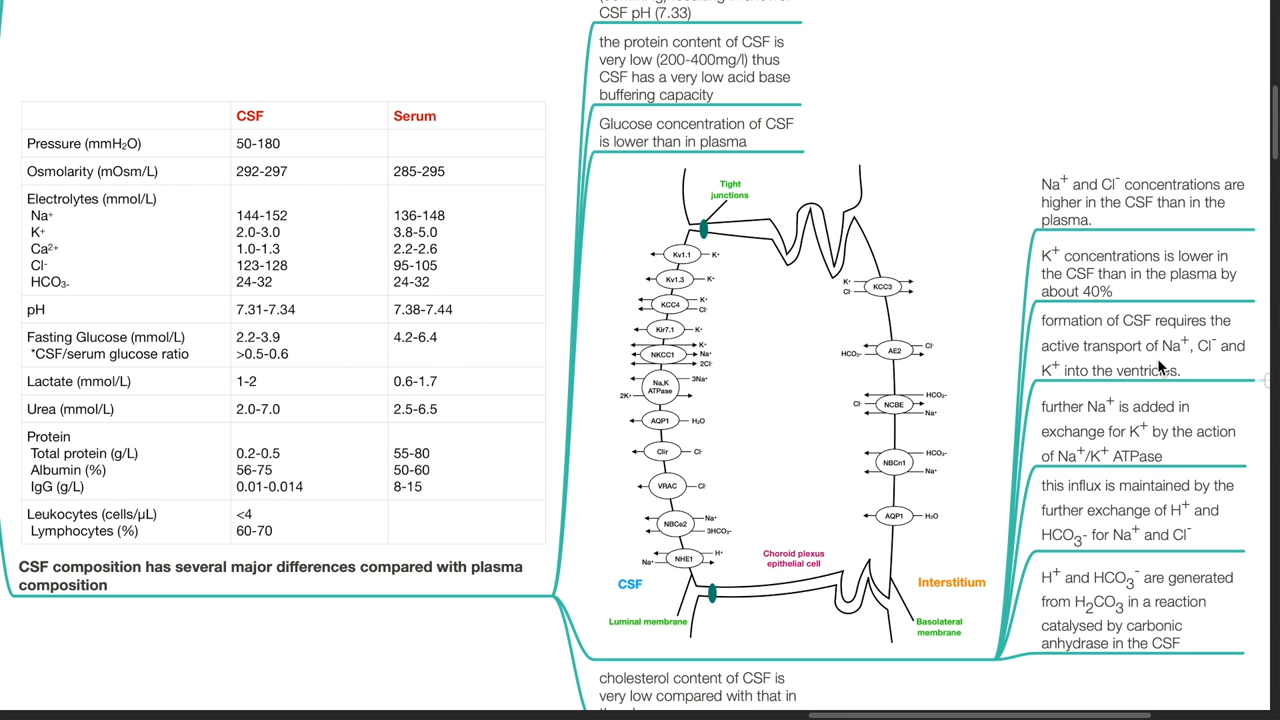 CSF pH (7.33)
the protein content of CSF is
very low (200-400mg/l) thus
CSF has a very low acid base
buffering capacity
Glucose concentration of CSF
is lower than in plasma
CSF Serum
Pressure (mmH₂O) 50-180
Osmolarity (mOsm/L) 292-297 285-295
Electrolytes (mmol/L)
Na⁺ 144-152 136-148
K⁺ 2.0-3.0 3.8-5.0
Ca²⁺ 1.0-1.3 2.2-2.6
Cl⁻ 123-128 95-105
HCO₃- 24-32 24-32
pH 7.31-7.34 7.38-7.44
Fasting Glucose (mmol/L) 2.2-3.9 4.2-6.4
*CSF/serum glucose ratio >0.5-0.6
Lactate (mmol/L) 1-2 0.6-1.7
Urea (mmol/L) 2.0-7.0 2.5-6.5
Protein
Total protein (g/L) 0.2-0.5 55-80
Albumin (%) 56-75 50-60
IgG (g/L) 0.01-0.014 8-15
Leukocytes (cells/µL) <4
Lymphocytes (%) 60-70
CSF composition has several major differences compared with plasma
composition
Tight
junctions
Kv1.1 K⁺
Kv1.3 K⁺
KCC4 K⁺
Cl⁻
Kir7.1 K⁺
NKCC1 K⁺
Na⁺
2Cl⁻
Na,K
ATPase 3Na⁺
2K⁺
AQP1 H₂O
Clir Cl⁻
VRAC Cl⁻
NBCe2 Na⁺
3HCO₃-
NHE1 H⁺
Na⁺
K⁺
Cl⁻ KCC3
AE2 Cl⁻
HCO₃-
NCBE HCO₃-
Cl⁻
Na⁺
NBCn1 HCO₃-
Na⁺
AQP1 H₂O
Choroid plexus
epithelial cell
CSF
Interstitium
Luminal membrane
Basolateral
membrane
Na⁺ and Cl⁻ concentrations are
higher in the CSF than in the
plasma.
K⁺ concentrations is lower in
the CSF than in the plasma by
about 40%
formation of CSF requires the
active transport of Na⁺, Cl⁻ and
K⁺ into the ventricles.
further Na⁺ is added in
exchange for K⁺ by the action
of Na⁺/K⁺ ATPase
this influx is maintained by the
further exchange of H⁺ and
HCO₃- for Na⁺ and Cl⁻
H⁺ and HCO₃⁻ are generated
from H₂CO₃ in a reaction
catalysed by carbonic
anhydrase in the CSF
cholesterol content of CSF is
very low compared with that in